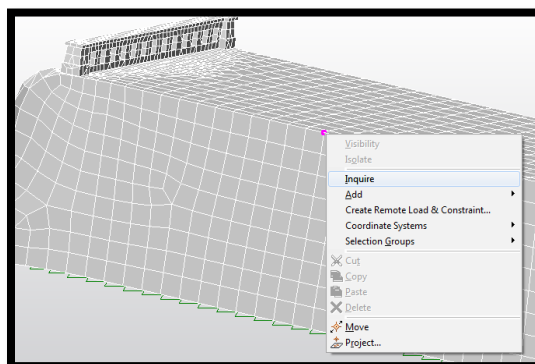 Visibility
Isolate
Inquire
Add
Create Remote Load & Constraint...
Coordinate Systems
Selection Groups
Cut
Copy
Paste
Delete
Move
Project...